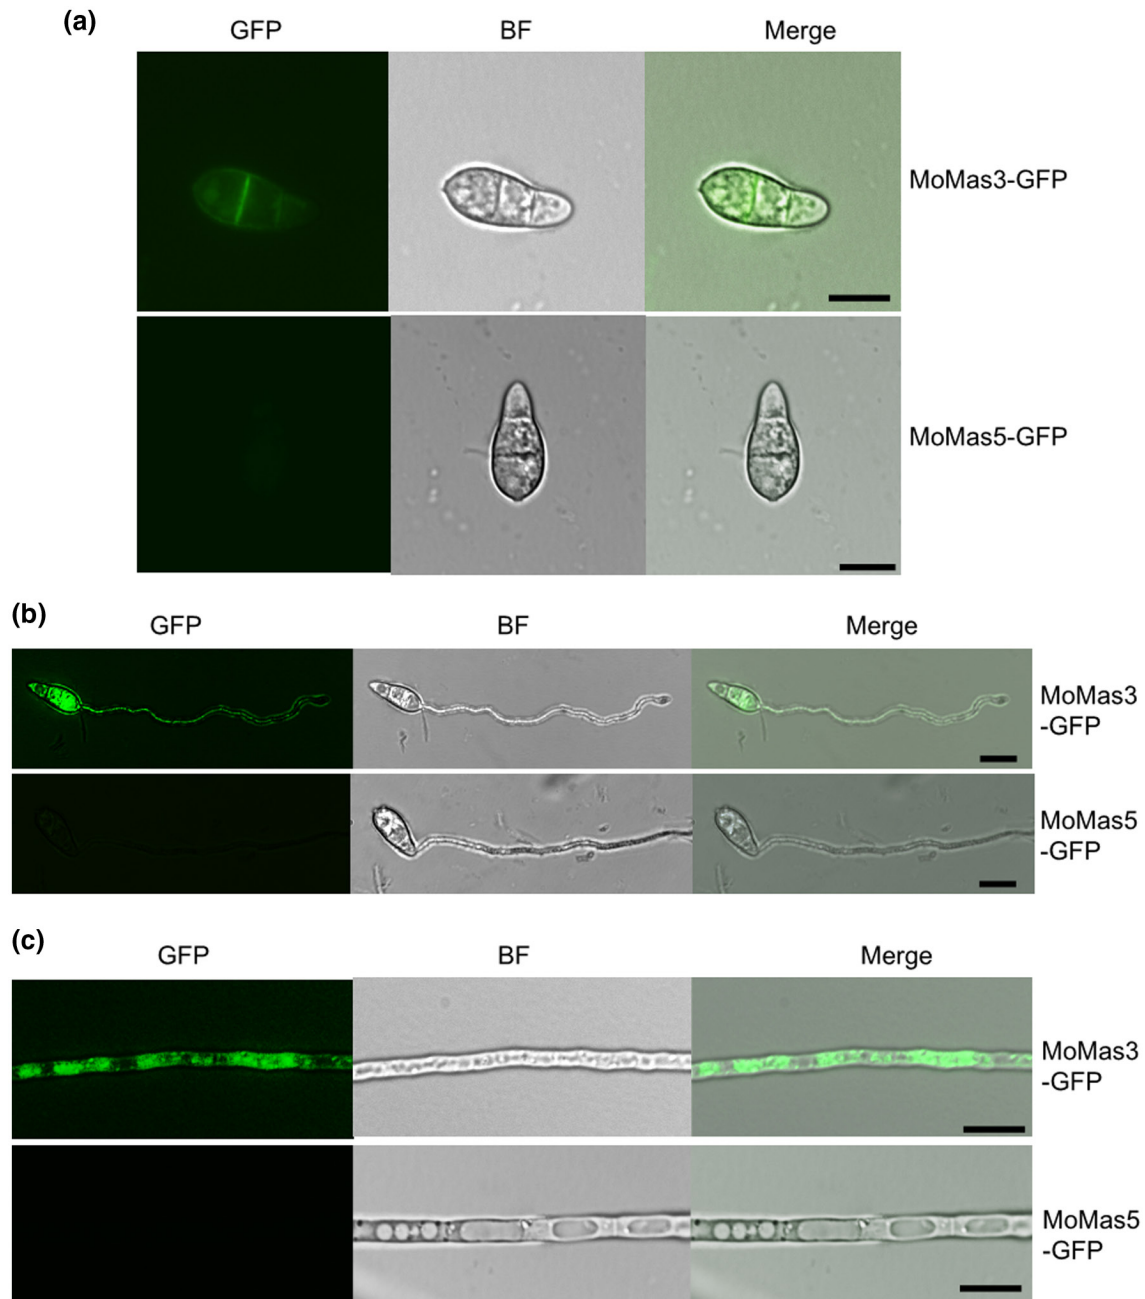 (a)
GFP BF Merge
MoMas3-GFP
MoMas5-GFP
(b)
GFP BF Merge
MoMas3
-GFP
MoMas5
-GFP
(c)
GFP BF Merge
MoMas3
-GFP
MoMas5
-GFP